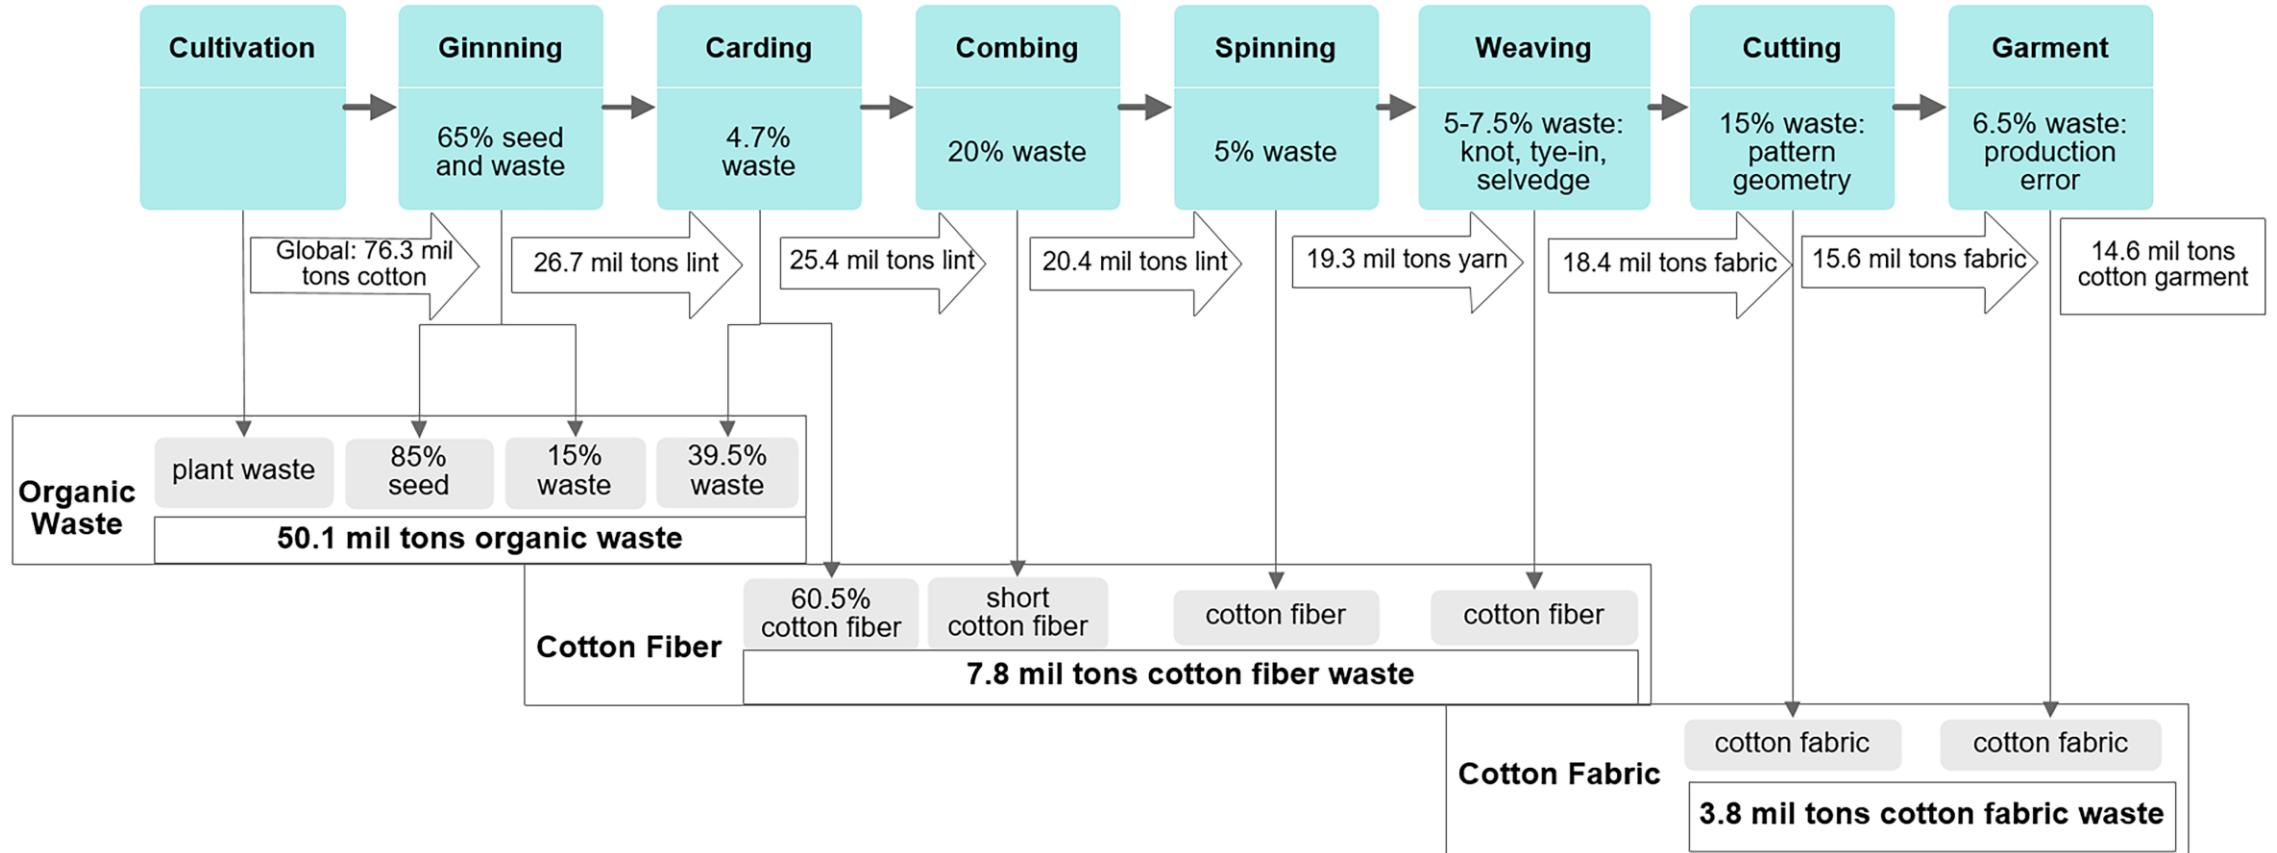 Cultivation
Ginnning
65% seed
and waste
Carding
4.7%
waste
Combing
20% waste
Spinning
5% waste
Weaving
5-7.5% waste:
knot, tye-in,
selvedge
Cutting
15% waste:
pattern
geometry
Garment
6.5% waste:
production
error
Global: 76.3 mil
tons cotton
26.7 mil tons lint
25.4 mil tons lint
20.4 mil tons lint
19.3 mil tons yarn
18.4 mil tons fabric
15.6 mil tons fabric
14.6 mil tons
cotton garment
Organic
Waste
plant waste
85%
seed
15%
waste
39.5%
waste
50.1 mil tons organic waste
Cotton Fiber
60.5%
cotton fiber
short
cotton fiber
cotton fiber
cotton fiber
7.8 mil tons cotton fiber waste
Cotton Fabric
cotton fabric
cotton fabric
3.8 mil tons cotton fabric waste